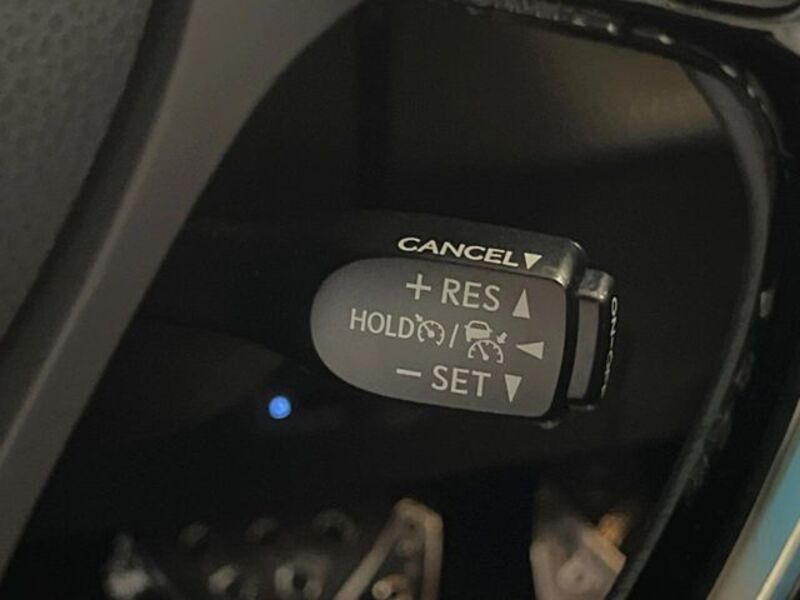 CANCEL▼
+ RES ▲
HOLD / ◀
− SET ▼
ON-OFF